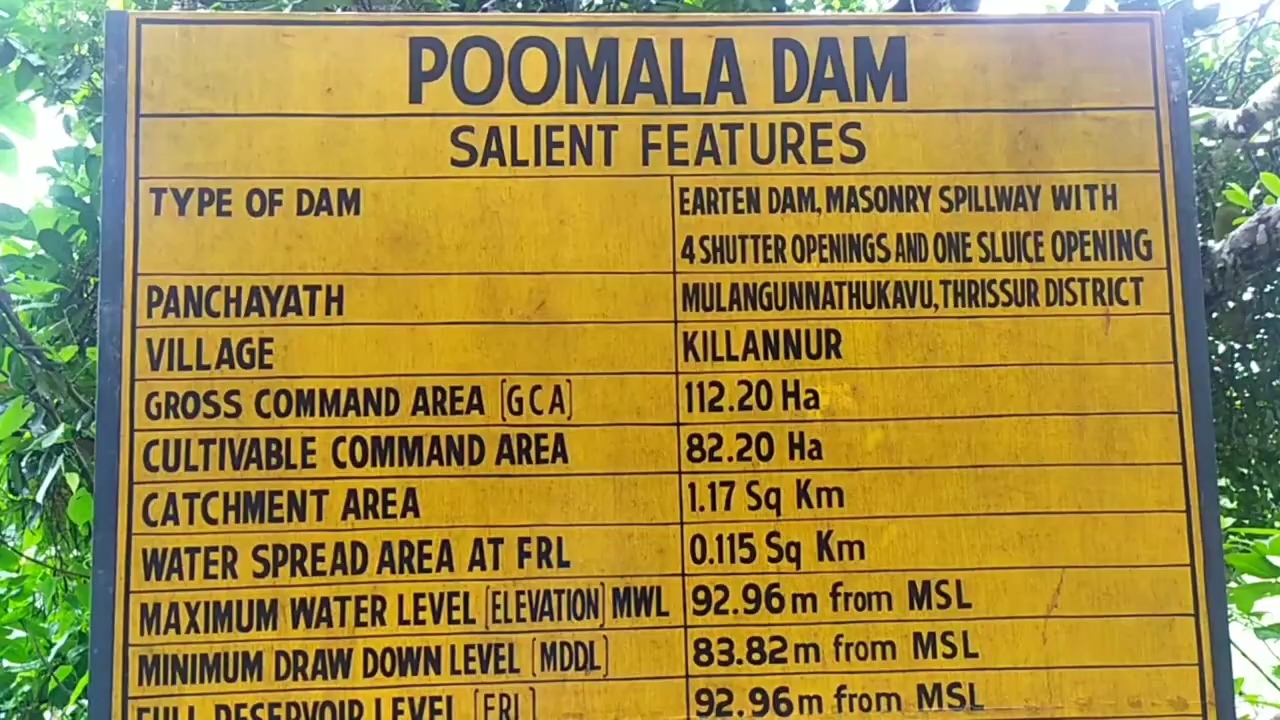 POOMALA DAM
SALIENT FEATURES
TYPE OF DAM EARTEN DAM, MASONRY SPILLWAY WITH
4 SHUTTER OPENINGS AND ONE SLUICE OPENING
PANCHAYATH MULANGUNNATHUKAVU, THRISSUR DISTRICT
VILLAGE KILLANNUR
GROSS COMMAND AREA [GCA] 112.20 Ha
CULTIVABLE COMMAND AREA 82.20 Ha
CATCHMENT AREA 1.17 Sq Km
WATER SPREAD AREA AT FRL 0.115 Sq Km
MAXIMUM WATER LEVEL [ELEVATION] MWL 92.96 m from MSL
MINIMUM DRAW DOWN LEVEL [MDDL] 83.82 m from MSL
FULL RESERVOIR LEVEL [FRL] 92.96 m from MSL